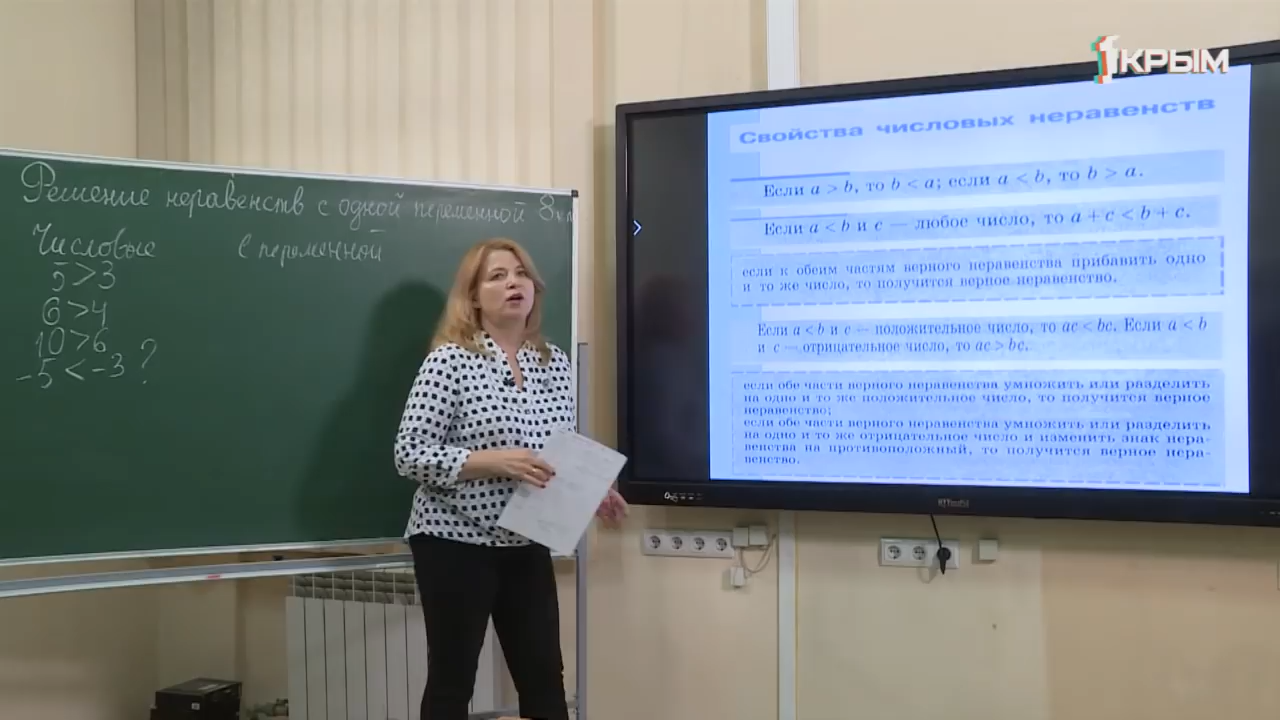 1КРЫМ
Решение неравенств с одной переменной 8 кл
Числовые с переменной
5 > 3
6 > 4
10 > 6
-5 < -3 ?
Свойства числовых неравенств
Если a > b, то b < a; если a < b, то b > a.
Если a < b и c — любое число, то a + c < b + c.
если к обеим частям верного неравенства прибавить одно
и то же число, то получится верное неравенство.
Если a < b и c — положительное число, то ac < bc. Если a < b
и c — отрицательное число, то ac > bc.
если обе части верного неравенства умножить или разделить
на одно и то же положительное число, то получится верное
неравенство;
если обе части верного неравенства умножить или разделить
на одно и то же отрицательное число и изменить знак нера-
венства на противоположный, то получится верное нера-
венство.